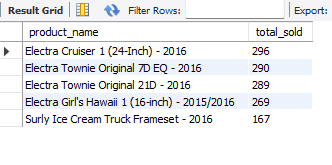 Result Grid Filter Rows: Export:
product_name total_sold
Electra Cruiser 1 (24-Inch) - 2016 296
Electra Townie Original 7D EQ - 2016 290
Electra Townie Original 21D - 2016 289
Electra Girl's Hawaii 1 (16-inch) - 2015/2016 269
Surly Ice Cream Truck Frameset - 2016 167